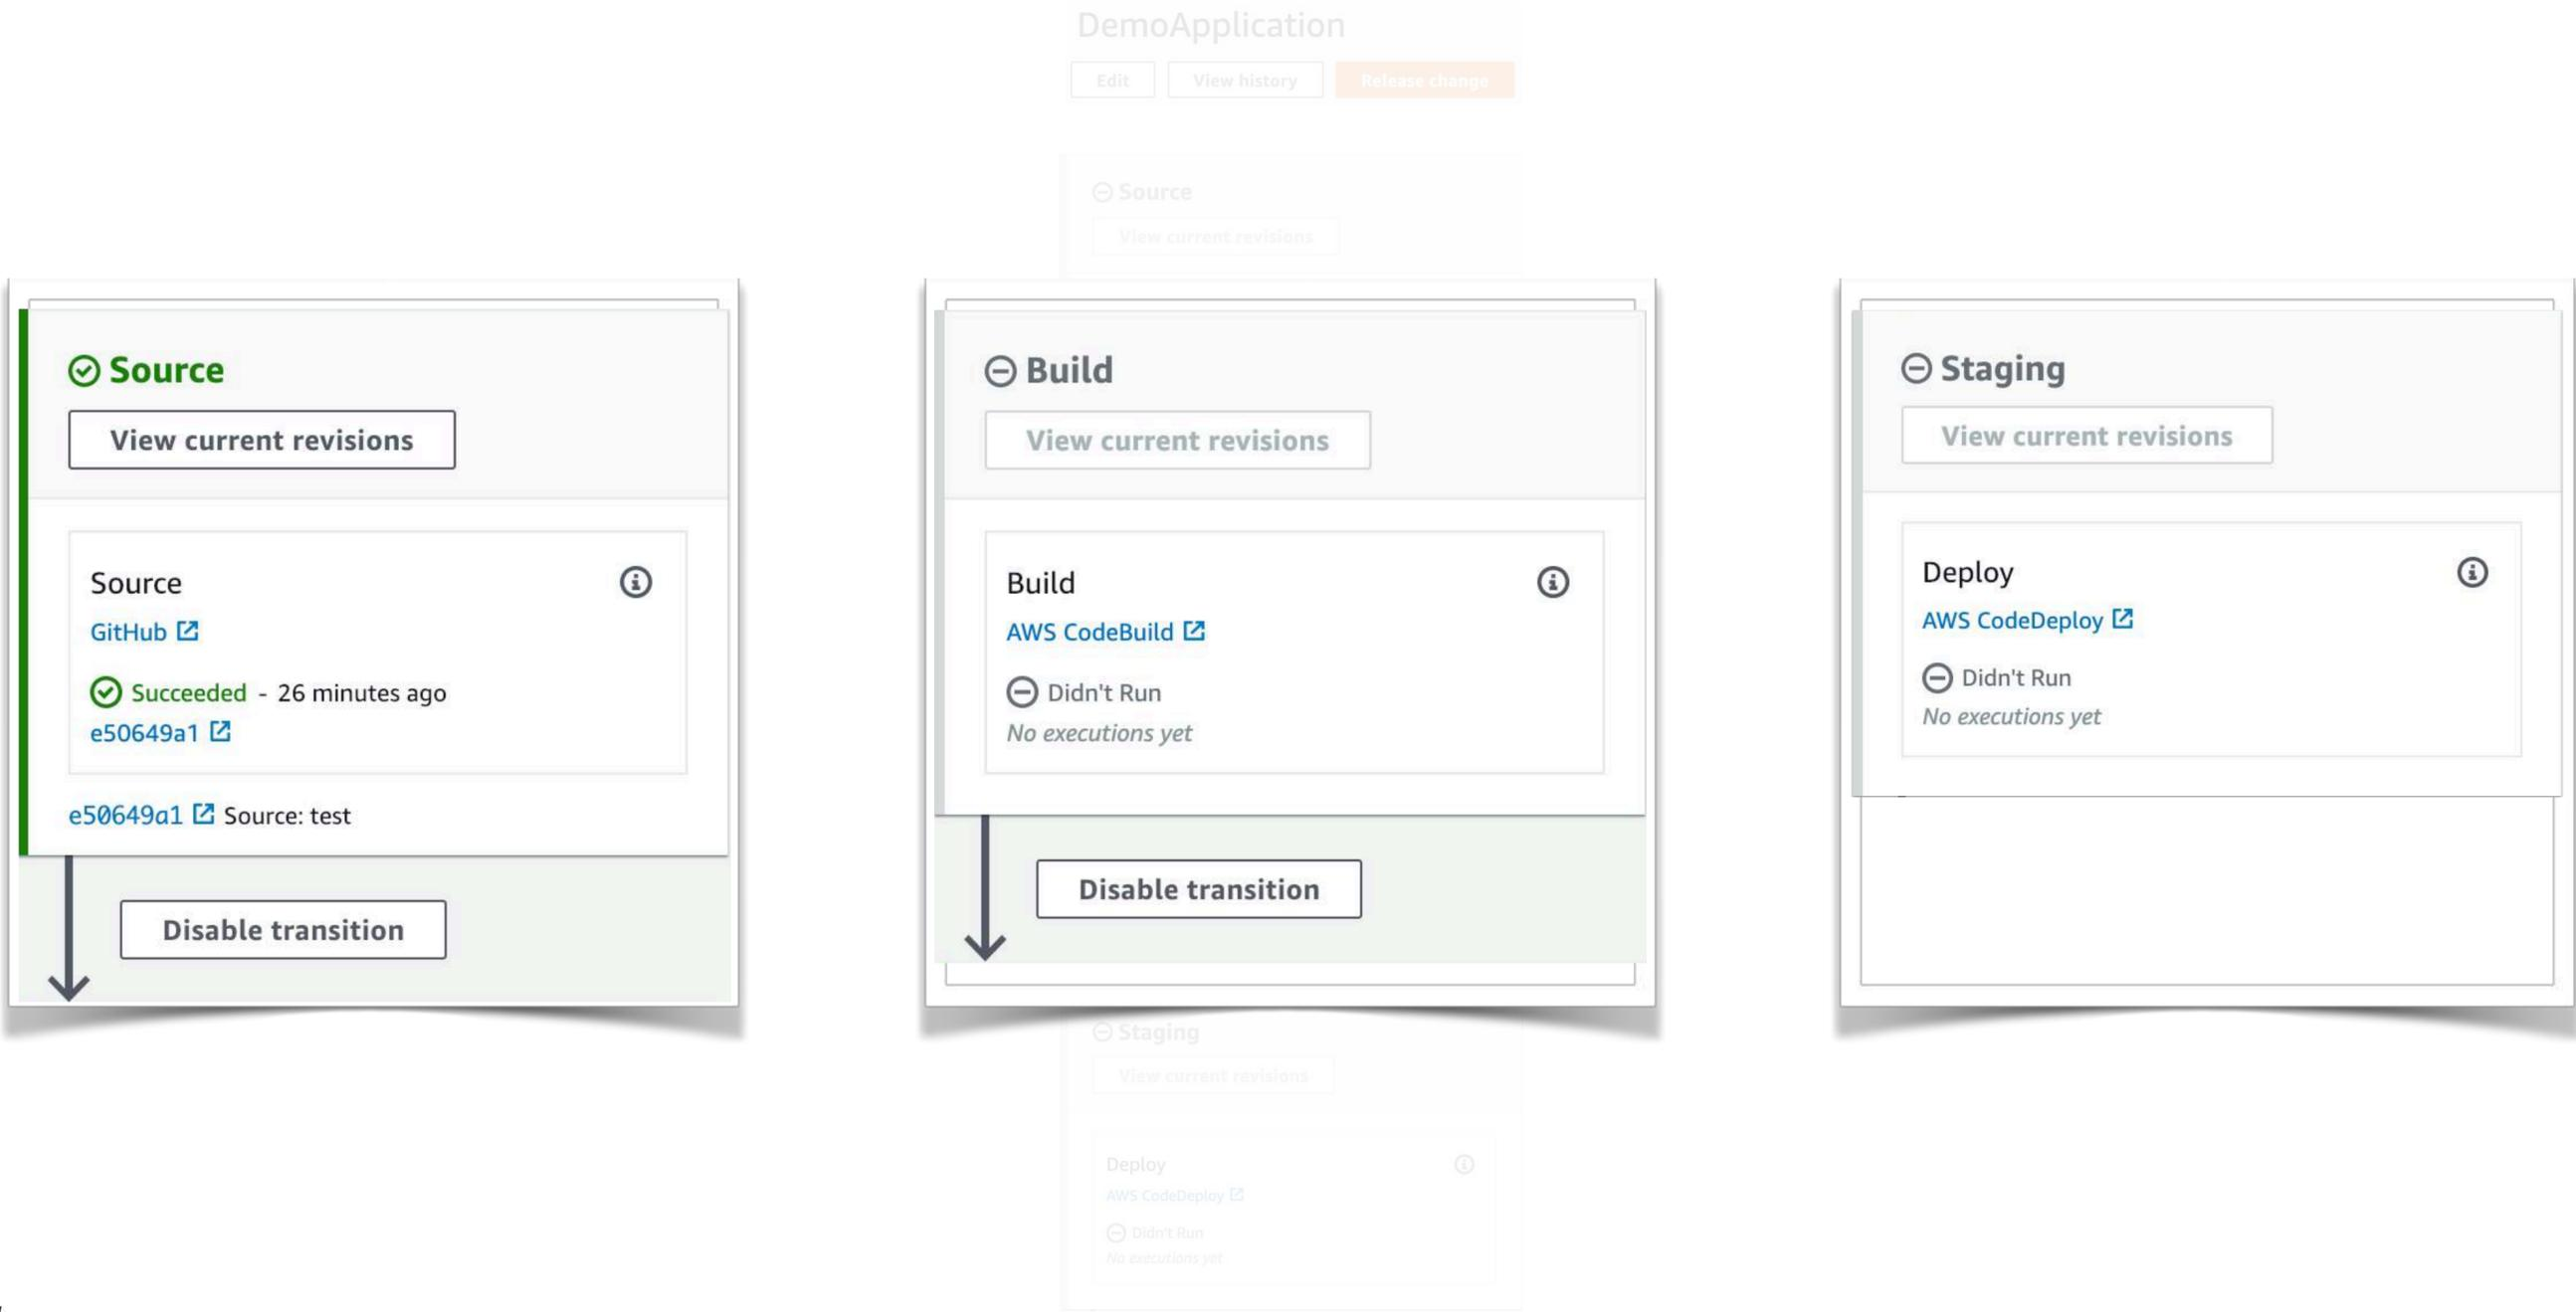 DemoApplication
Edit
View history
Release change
Source
View current revisions
Source
View current revisions
Source
GitHub
Succeeded - 26 minutes ago
e50649a1
e50649a1 Source: test
Disable transition
Build
View current revisions
Build
AWS CodeBuild
Didn't Run
No executions yet
Disable transition
Staging
View current revisions
Deploy
AWS CodeDeploy
Didn't Run
No executions yet
Staging
View current revisions
Deploy
AWS CodeDeploy
Didn't Run
No executions yet